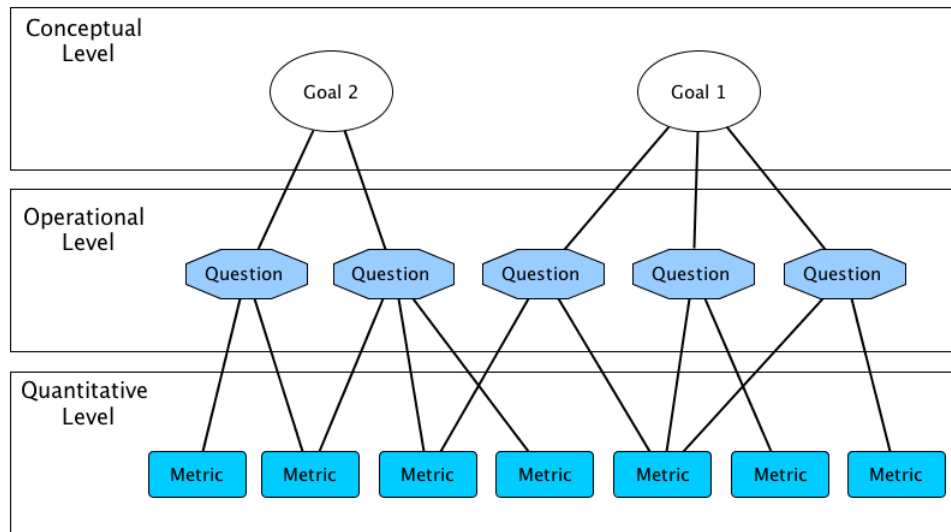 Conceptual
Level
Goal 2
Goal 1
Operational
Level
Question
Question
Question
Question
Question
Quantitative
Level
Metric
Metric
Metric
Metric
Metric
Metric
Metric